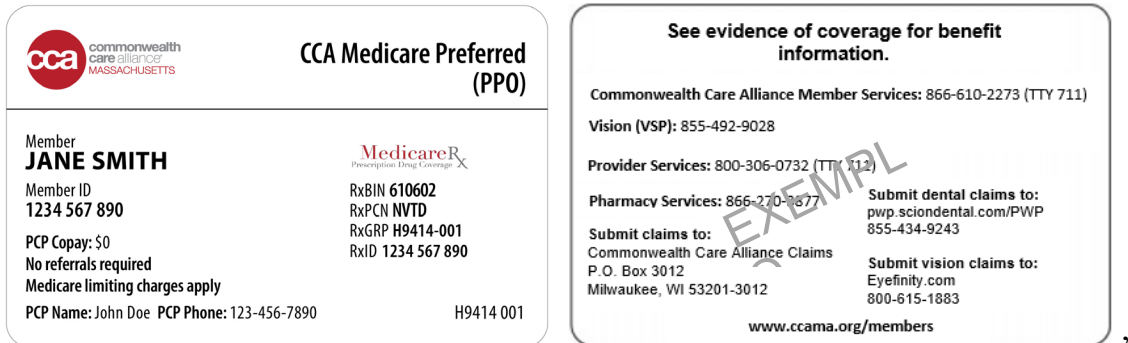 cca
commonwealth
care alliance®
MASSACHUSETTS
CCA Medicare Preferred
(PPO)
Member
JANE SMITH
Member ID
1234 567 890
PCP Copay: $0
No referrals required
Medicare limiting charges apply
PCP Name: John Doe PCP Phone: 123-456-7890
MedicareRx
Prescription Drug Coverage
RxBIN 610602
RxPCN NVTD
RxGRP H9414-001
RxID 1234 567 890
H9414 001
See evidence of coverage for benefit
information.
Commonwealth Care Alliance Member Services: 866-610-2273 (TTY 711)
Vision (VSP): 855-492-9028
Provider Services: 800-306-0732 (TTY 711)
Pharmacy Services: 866-270-3877
Submit claims to:
Commonwealth Care Alliance Claims
P.O. Box 3012
Milwaukee, WI 53201-3012
Submit dental claims to:
pwp.sciondental.com/PWP
855-434-9243
Submit vision claims to:
Eyefinity.com
800-615-1883
www.ccama.org/members
EXEMPL
,